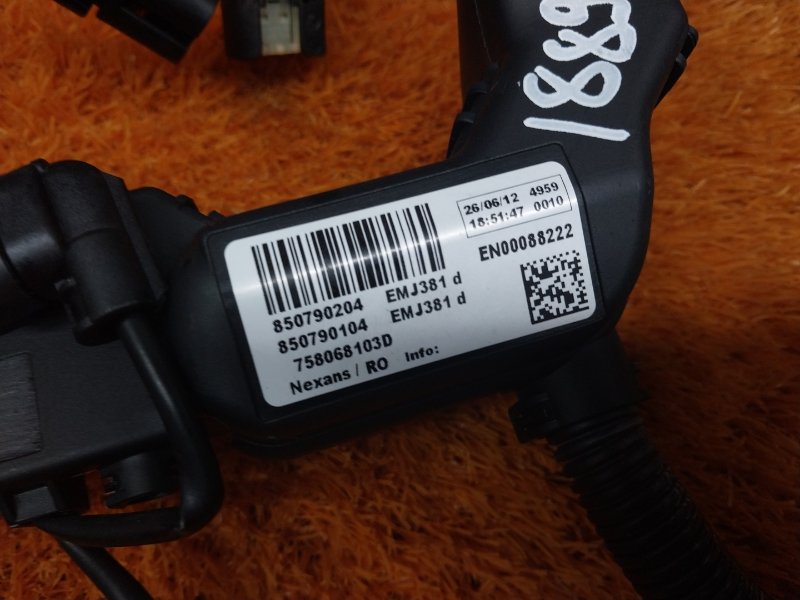 1889
26/06/12 4959
18:51:47 0010
EN00088222
850790204 EMJ381 d
850790104 EMJ381 d
758068103D
Nexans / RO Info: